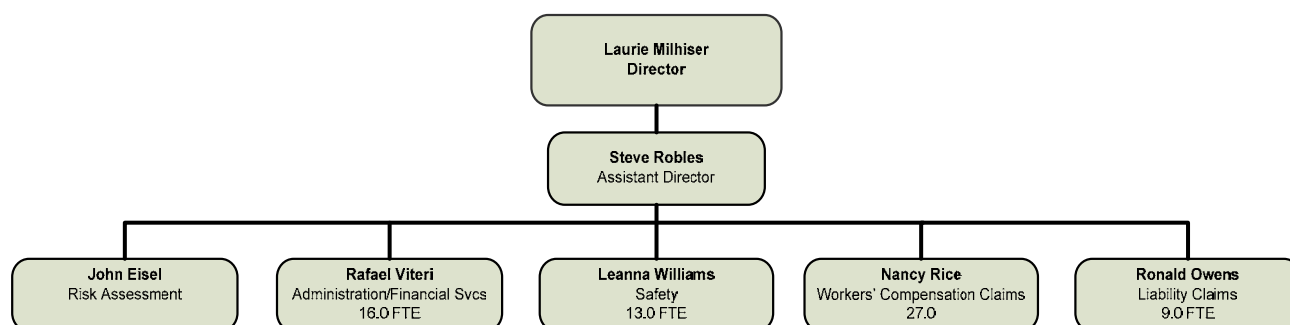 Laurie Milhiser
Director
Steve Robles
Assistant Director
John Eisel
Risk Assessment
Rafael Viteri
Administration/Financial Svcs
16.0 FTE
Leanna Williams
Safety
13.0 FTE
Nancy Rice
Workers' Compensation Claims
27.0
Ronald Owens
Liability Claims
9.0 FTE